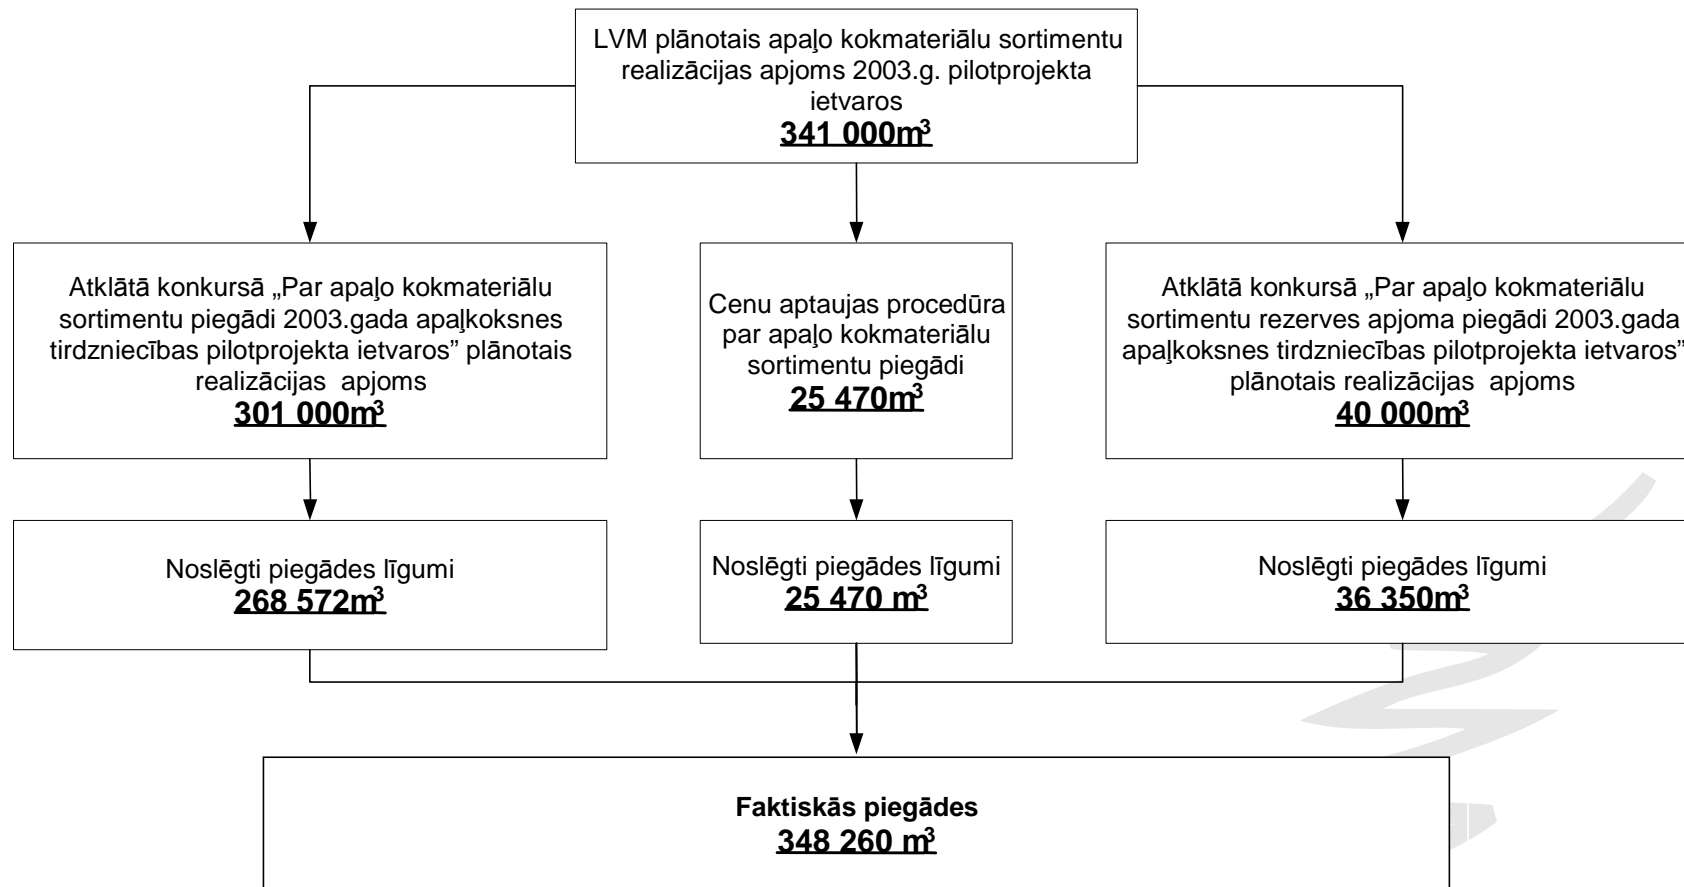 LVM plānotais apaļo kokmateriālu sortimentu
realizācijas apjoms 2003.g. pilotprojekta
ietvaros
341 000m³
Atklātā konkursā „Par apaļo kokmateriālu
sortimentu piegādi 2003.gada apaļkoksnes
tirdzniecības pilotprojekta ietvaros” plānotais
realizācijas apjoms
301 000m³
Cenu aptaujas procedūra
par apaļo kokmateriālu
sortimentu piegādi
25 470m³
Atklātā konkursā „Par apaļo kokmateriālu
sortimentu rezerves apjoma piegādi 2003.gada
apaļkoksnes tirdzniecības pilotprojekta ietvaros”
plānotais realizācijas apjoms
40 000m³
Noslēgti piegādes līgumi
268 572m³
Noslēgti piegādes līgumi
25 470 m³
Noslēgti piegādes līgumi
36 350m³
Faktiskās piegādes
348 260 m³